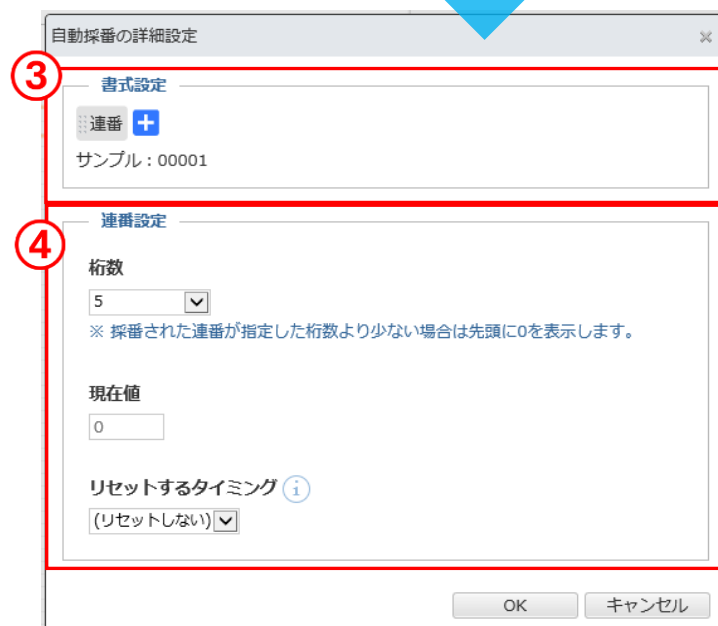 自動採番の詳細設定
③
書式設定
連番
サンプル：00001
④
連番設定
桁数
5
※ 採番された連番が指定した桁数より少ない場合は先頭に0を表示します。
現在値
0
リセットするタイミング i
(リセットしない)
OK キャンセル